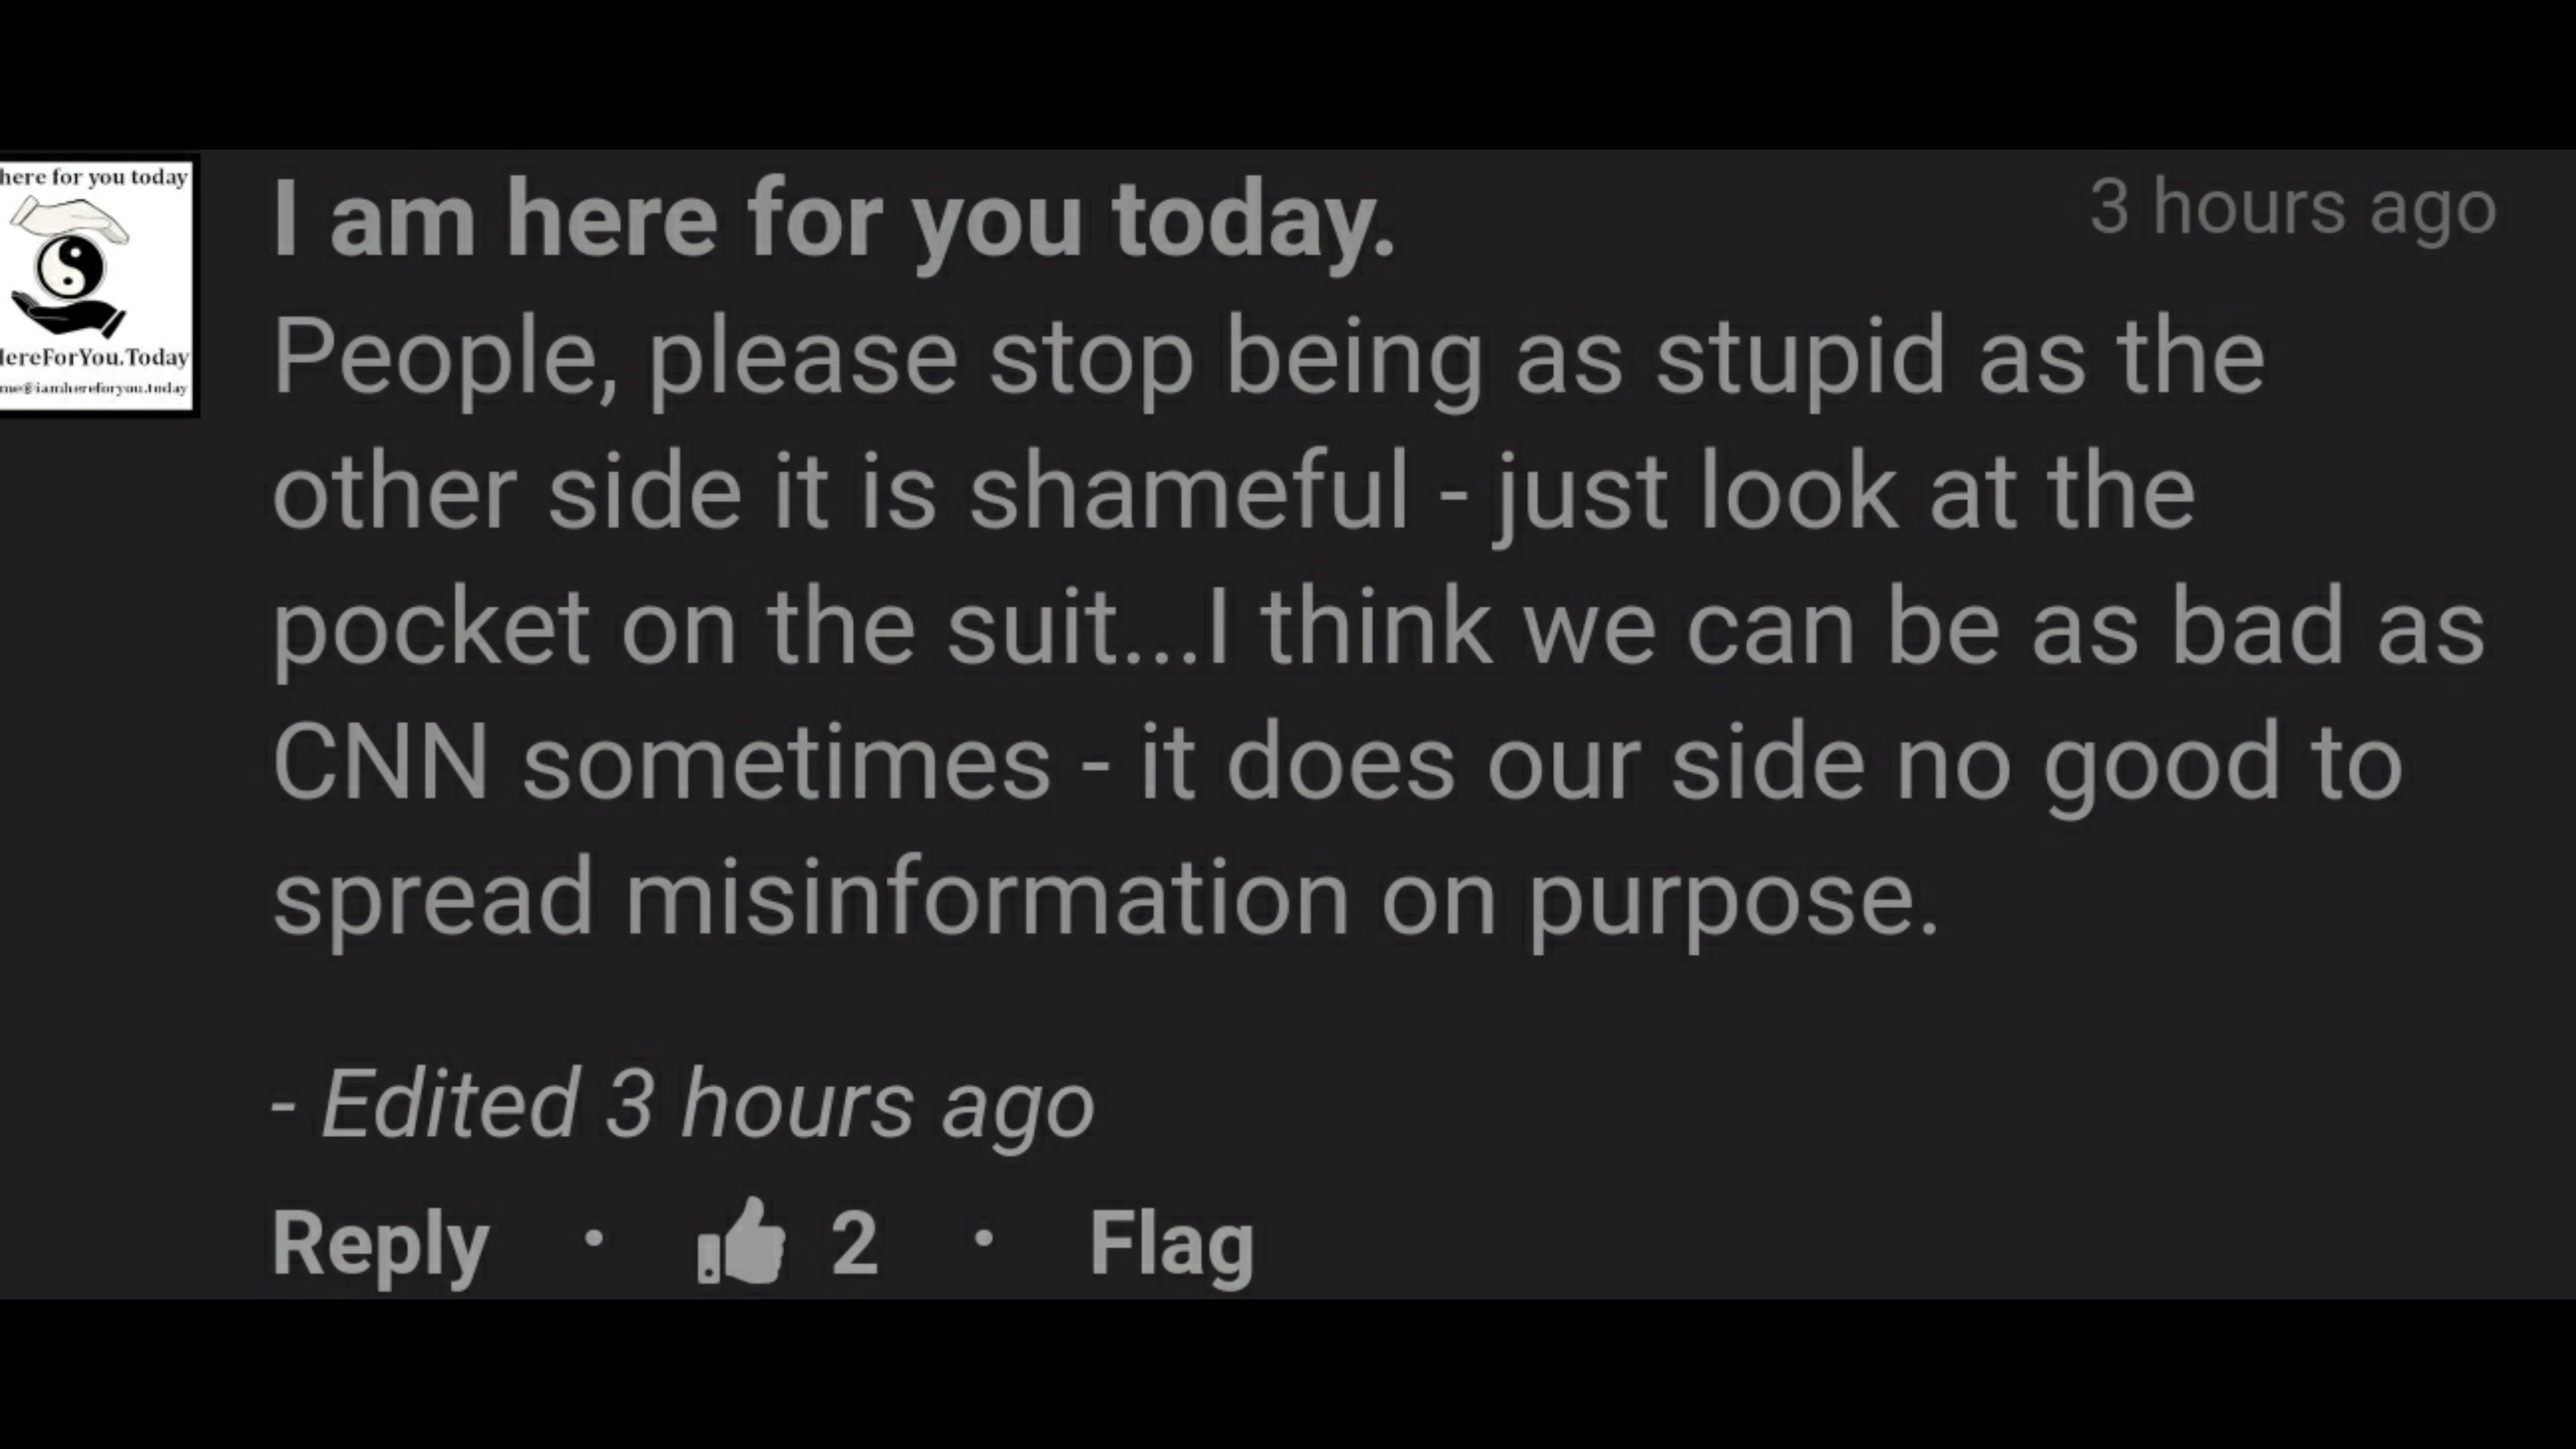 here for you today
I am here for you today.
3 hours ago
People, please stop being as stupid as the
other side it is shameful - just look at the
pocket on the suit...I think we can be as bad as
CNN sometimes - it does our side no good to
spread misinformation on purpose.
HereForYou.Today
me@iamhereforyou.today
- Edited 3 hours ago
Reply · 2 · Flag